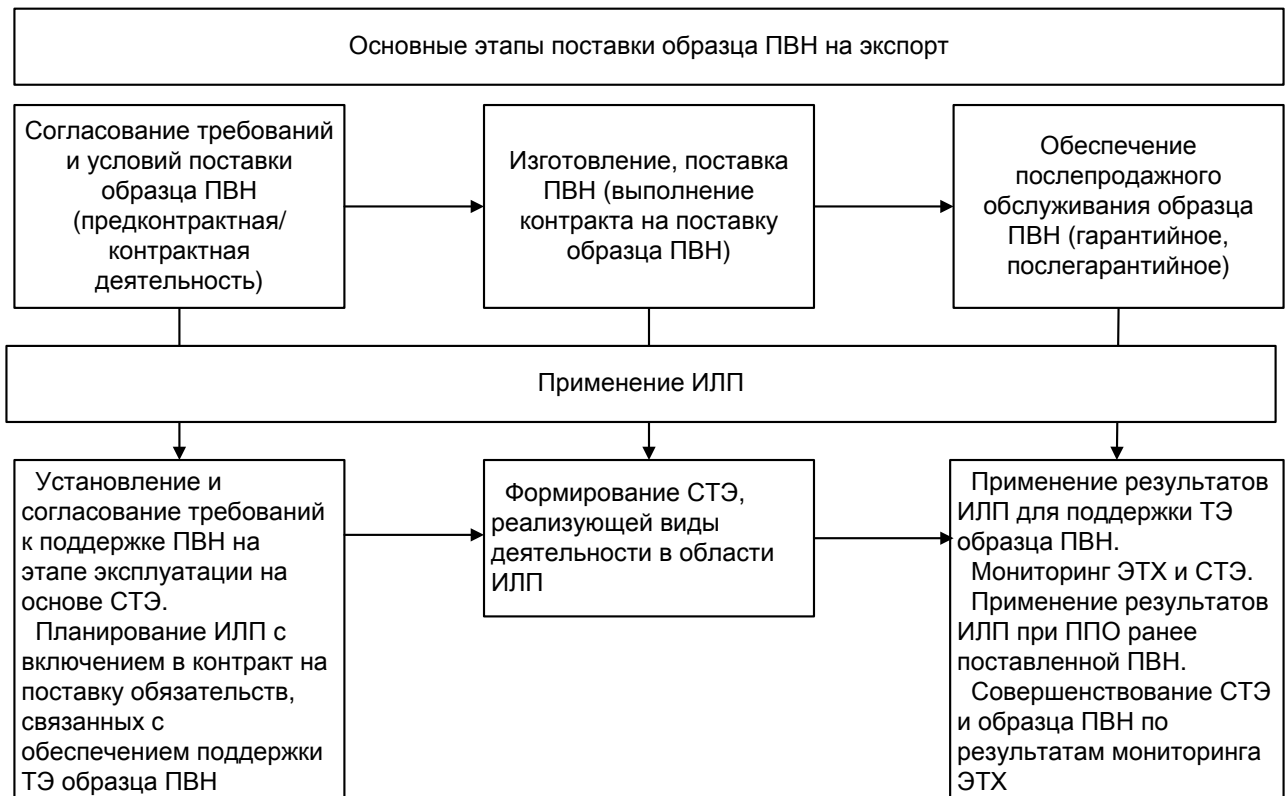 Основные этапы поставки образца ПВН на экспорт
Согласование требований
и условий поставки
образца ПВН
(предконтрактная/
контрактная
деятельность)
Изготовление, поставка
ПВН (выполнение
контракта на поставку
образца ПВН)
Обеспечение
послепродажного
обслуживания образца
ПВН (гарантийное,
послегарантийное)
Применение ИЛП
Установление и
согласование требований
к поддержке ПВН на
этапе эксплуатации на
основе СТЭ.
Планирование ИЛП с
включением в контракт на
поставку обязательств,
связанных с
обеспечением поддержки
ТЭ образца ПВН
Формирование СТЭ,
реализующей виды
деятельности в области
ИЛП
Применение результатов
ИЛП для поддержки ТЭ
образца ПВН.
Мониторинг ЭТХ и СТЭ.
Применение результатов
ИЛП при ППО ранее
поставленной ПВН.
Совершенствование СТЭ
и образца ПВН по
результатам мониторинга
ЭТХ